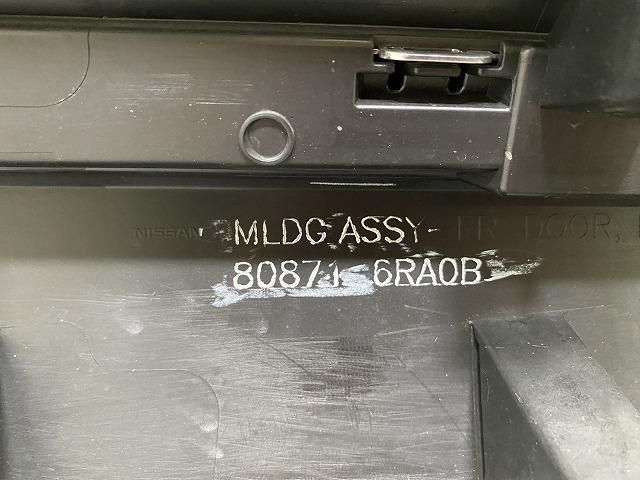 NISSAN MLDG ASSY-FR DOOR,
80871 6RA0B